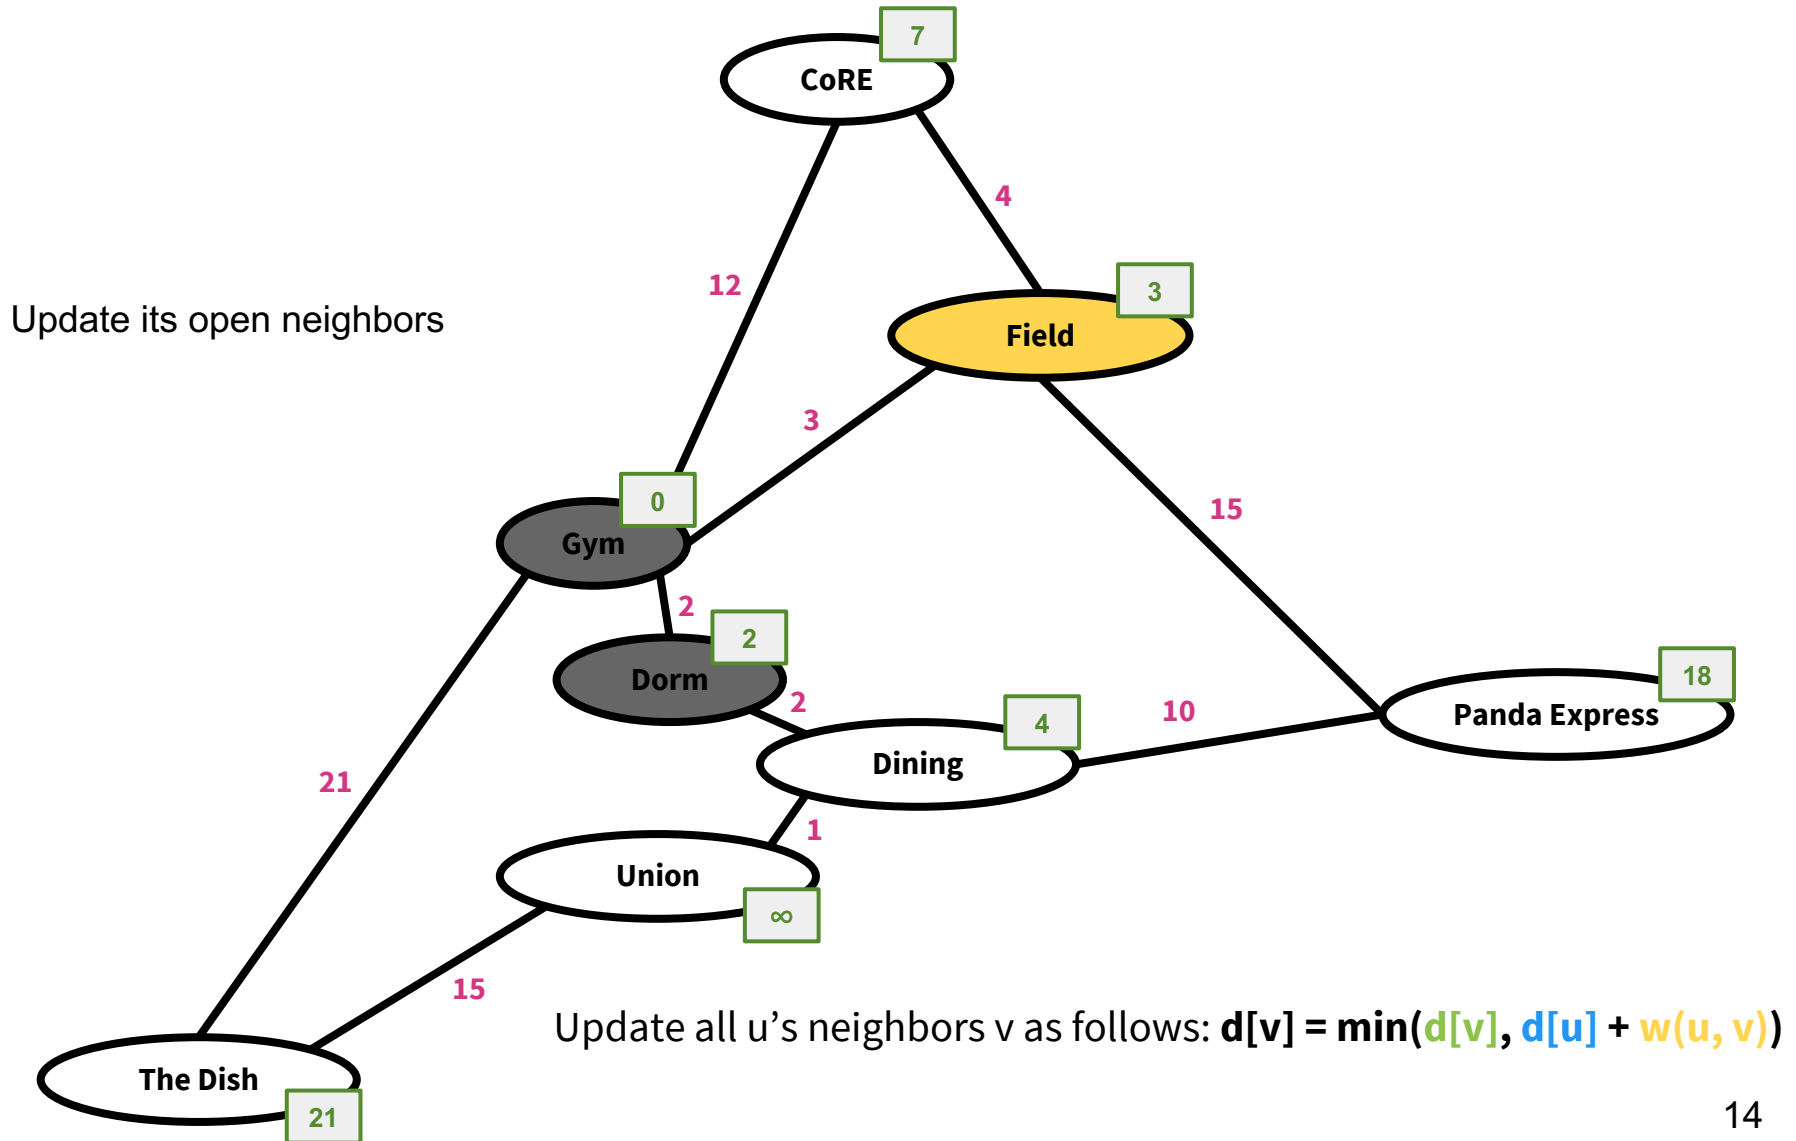 7
CoRE
4
12
3
Update its open neighbors
Field
3
0
15
Gym
2
2
Dorm
18
2
4
10
Panda Express
Dining
21
1
Union
∞
15
Update all u’s neighbors v as follows: d[v] = min(d[v], d[u] + w(u, v))
The Dish
21
14